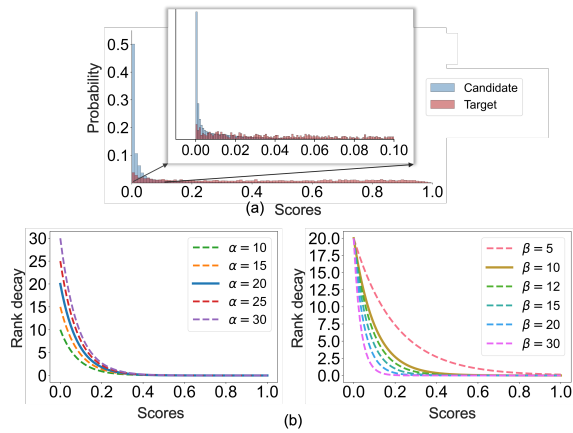 0.5
0.4
0.3
0.2
0.1
Probability
0.00 0.02 0.04 0.06 0.08 0.10
Candidate
Target
0.0 0.2 0.4 0.6 0.8 1.0
Scores
(a)
30
25
20
15
10
5
0
Rank decay
α = 10
α = 15
α = 20
α = 25
α = 30
0.0 0.2 0.4 0.6 0.8 1.0
Scores
20.0
17.5
15.0
12.5
10.0
7.5
5.0
2.5
0.0
Rank decay
β = 5
β = 10
β = 12
β = 15
β = 20
β = 30
0.0 0.2 0.4 0.6 0.8 1.0
Scores
(b)